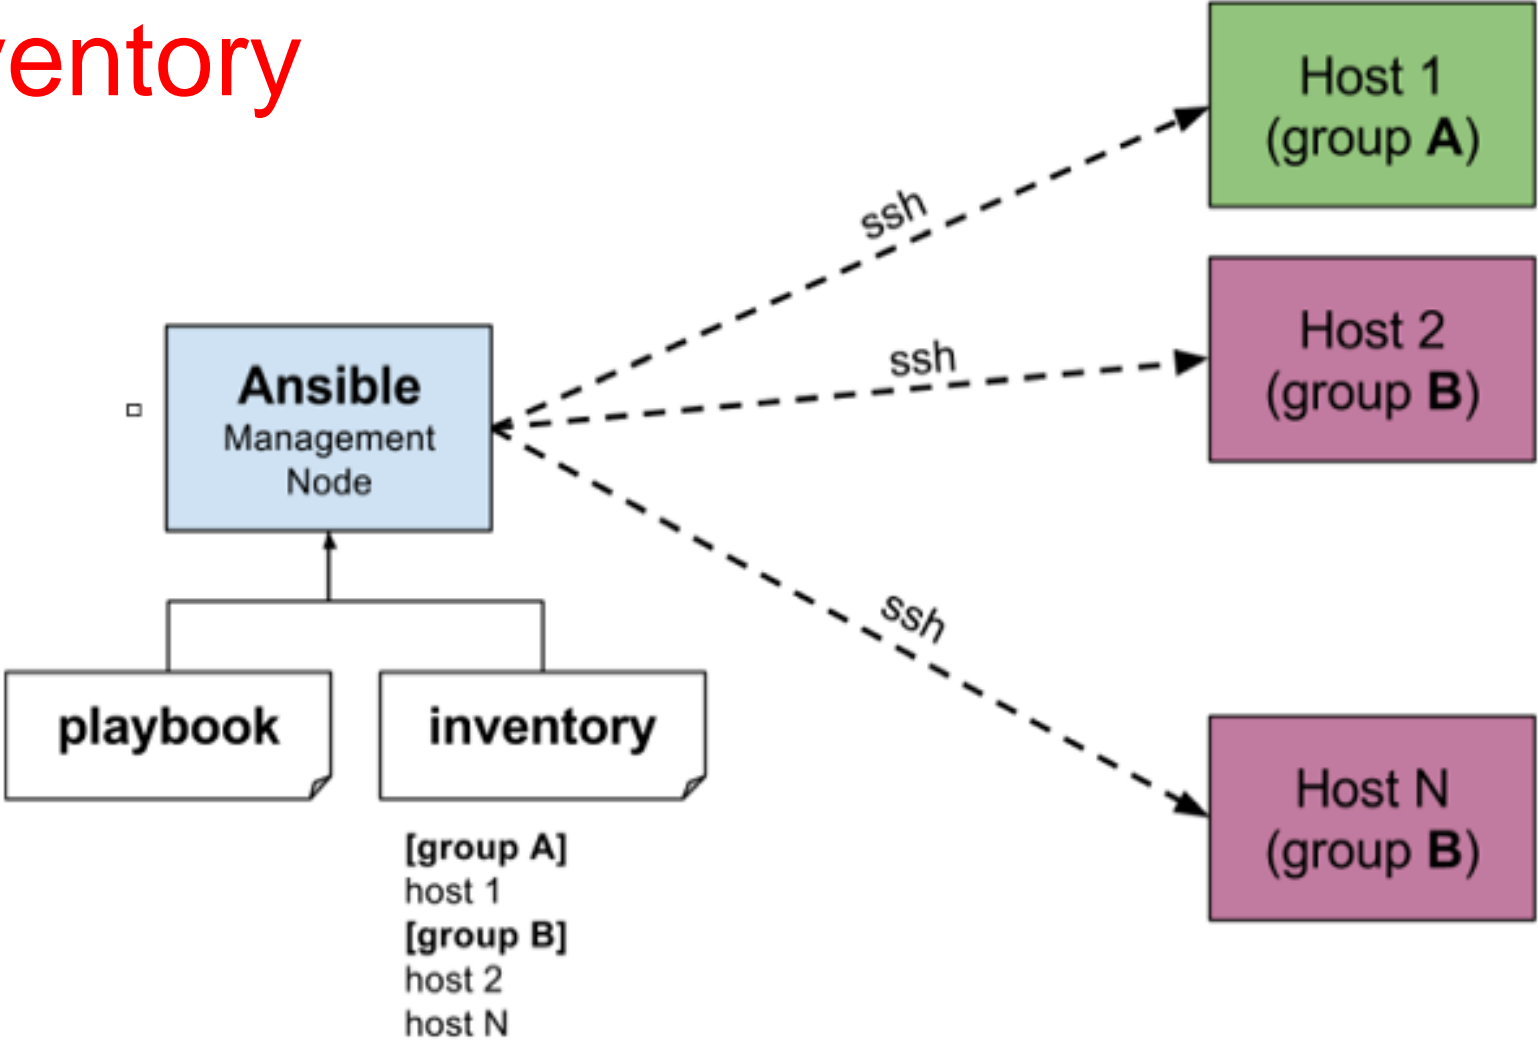 ventory
Host 1
(group A)
ssh
Host 2
(group B)
ssh
Ansible
Management
Node
ssh
playbook
inventory
Host N
(group B)
[group A]
host 1
[group B]
host 2
host N